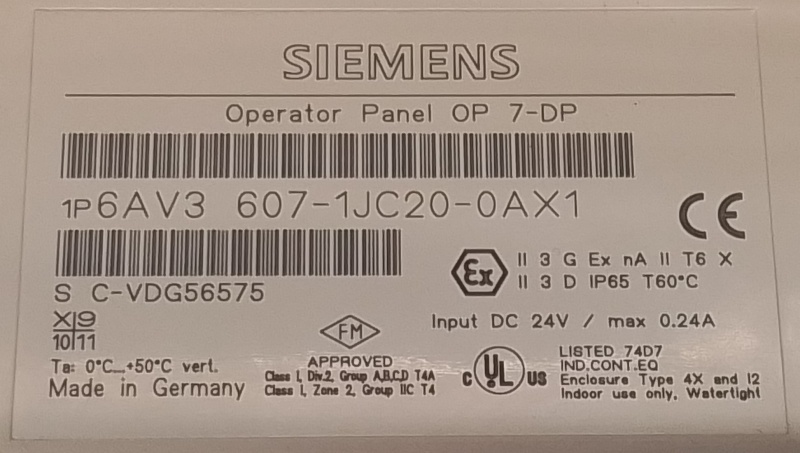 SIEMENS
Operator Panel OP 7-DP
1P 6AV3 607-1JC20-0AX1
CE
S C-VDG56575
Ex II 3 G Ex nA II T6 X
II 3 D IP65 T60°C
X 9
10 11
FM
Input DC 24V / max 0.24A
Ta: 0°C...+50°C vert.
Made in Germany
APPROVED
Class I, Div.2, Group A,B,C,D T4A
Class I, Zone 2, Group IIC T4
C UL US
LISTED 74D7
IND.CONT.EQ
Enclosure Type 4X and 12
Indoor use only, Watertight